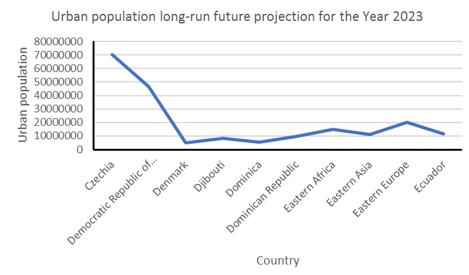 Urban population long-run future projection for the Year 2023
Urban population
80000000
70000000
60000000
50000000
40000000
30000000
20000000
10000000
0
Czechia
Democratic Republic of...
Denmark
Djibouti
Dominica
Dominican Republic
Eastern Africa
Eastern Asia
Eastern Europe
Ecuador
Country